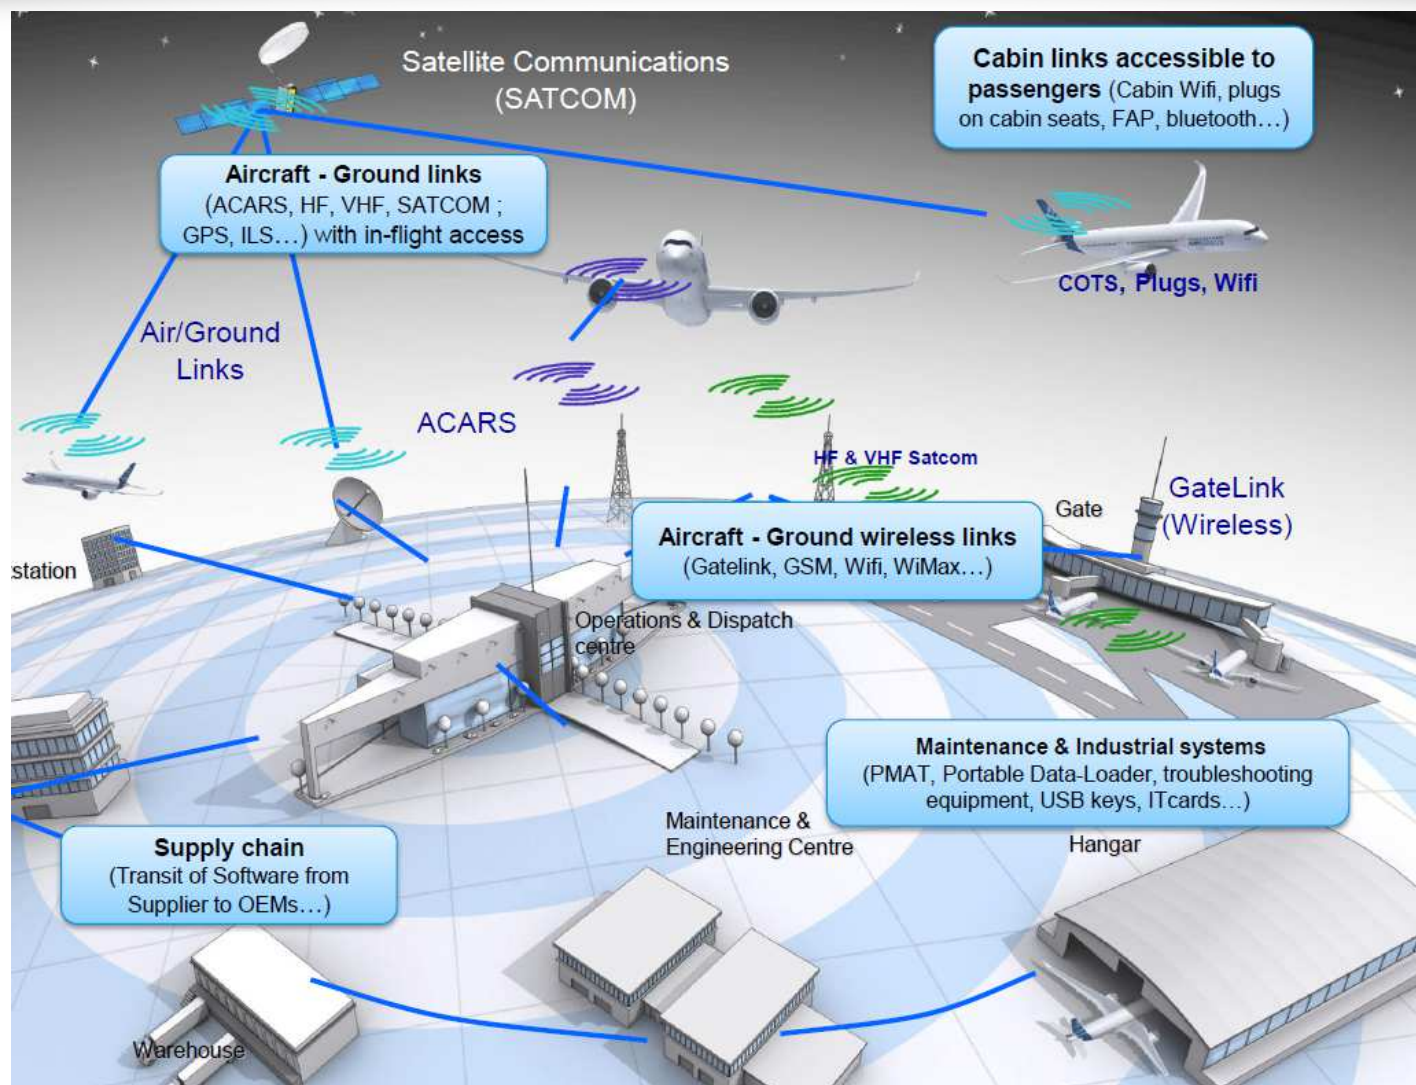 Satellite Communications
(SATCOM)
Cabin links accessible to
passengers (Cabin Wifi, plugs
on cabin seats, FAP, bluetooth…)
Aircraft - Ground links
(ACARS, HF, VHF, SATCOM ;
GPS, ILS…) with in-flight access
COTS, Plugs, Wifi
Air/Ground
Links
ACARS
HF & VHF Satcom
GateLink
(Wireless)
Gate
Aircraft - Ground wireless links
(Gatelink, GSM, Wifi, WiMax…)
station
Operations & Dispatch
centre
Maintenance & Industrial systems
(PMAT, Portable Data-Loader, troubleshooting
equipment, USB keys, ITcards…)
Supply chain
(Transit of Software from
Supplier to OEMs…)
Maintenance &
Engineering Centre
Hangar
Warehouse